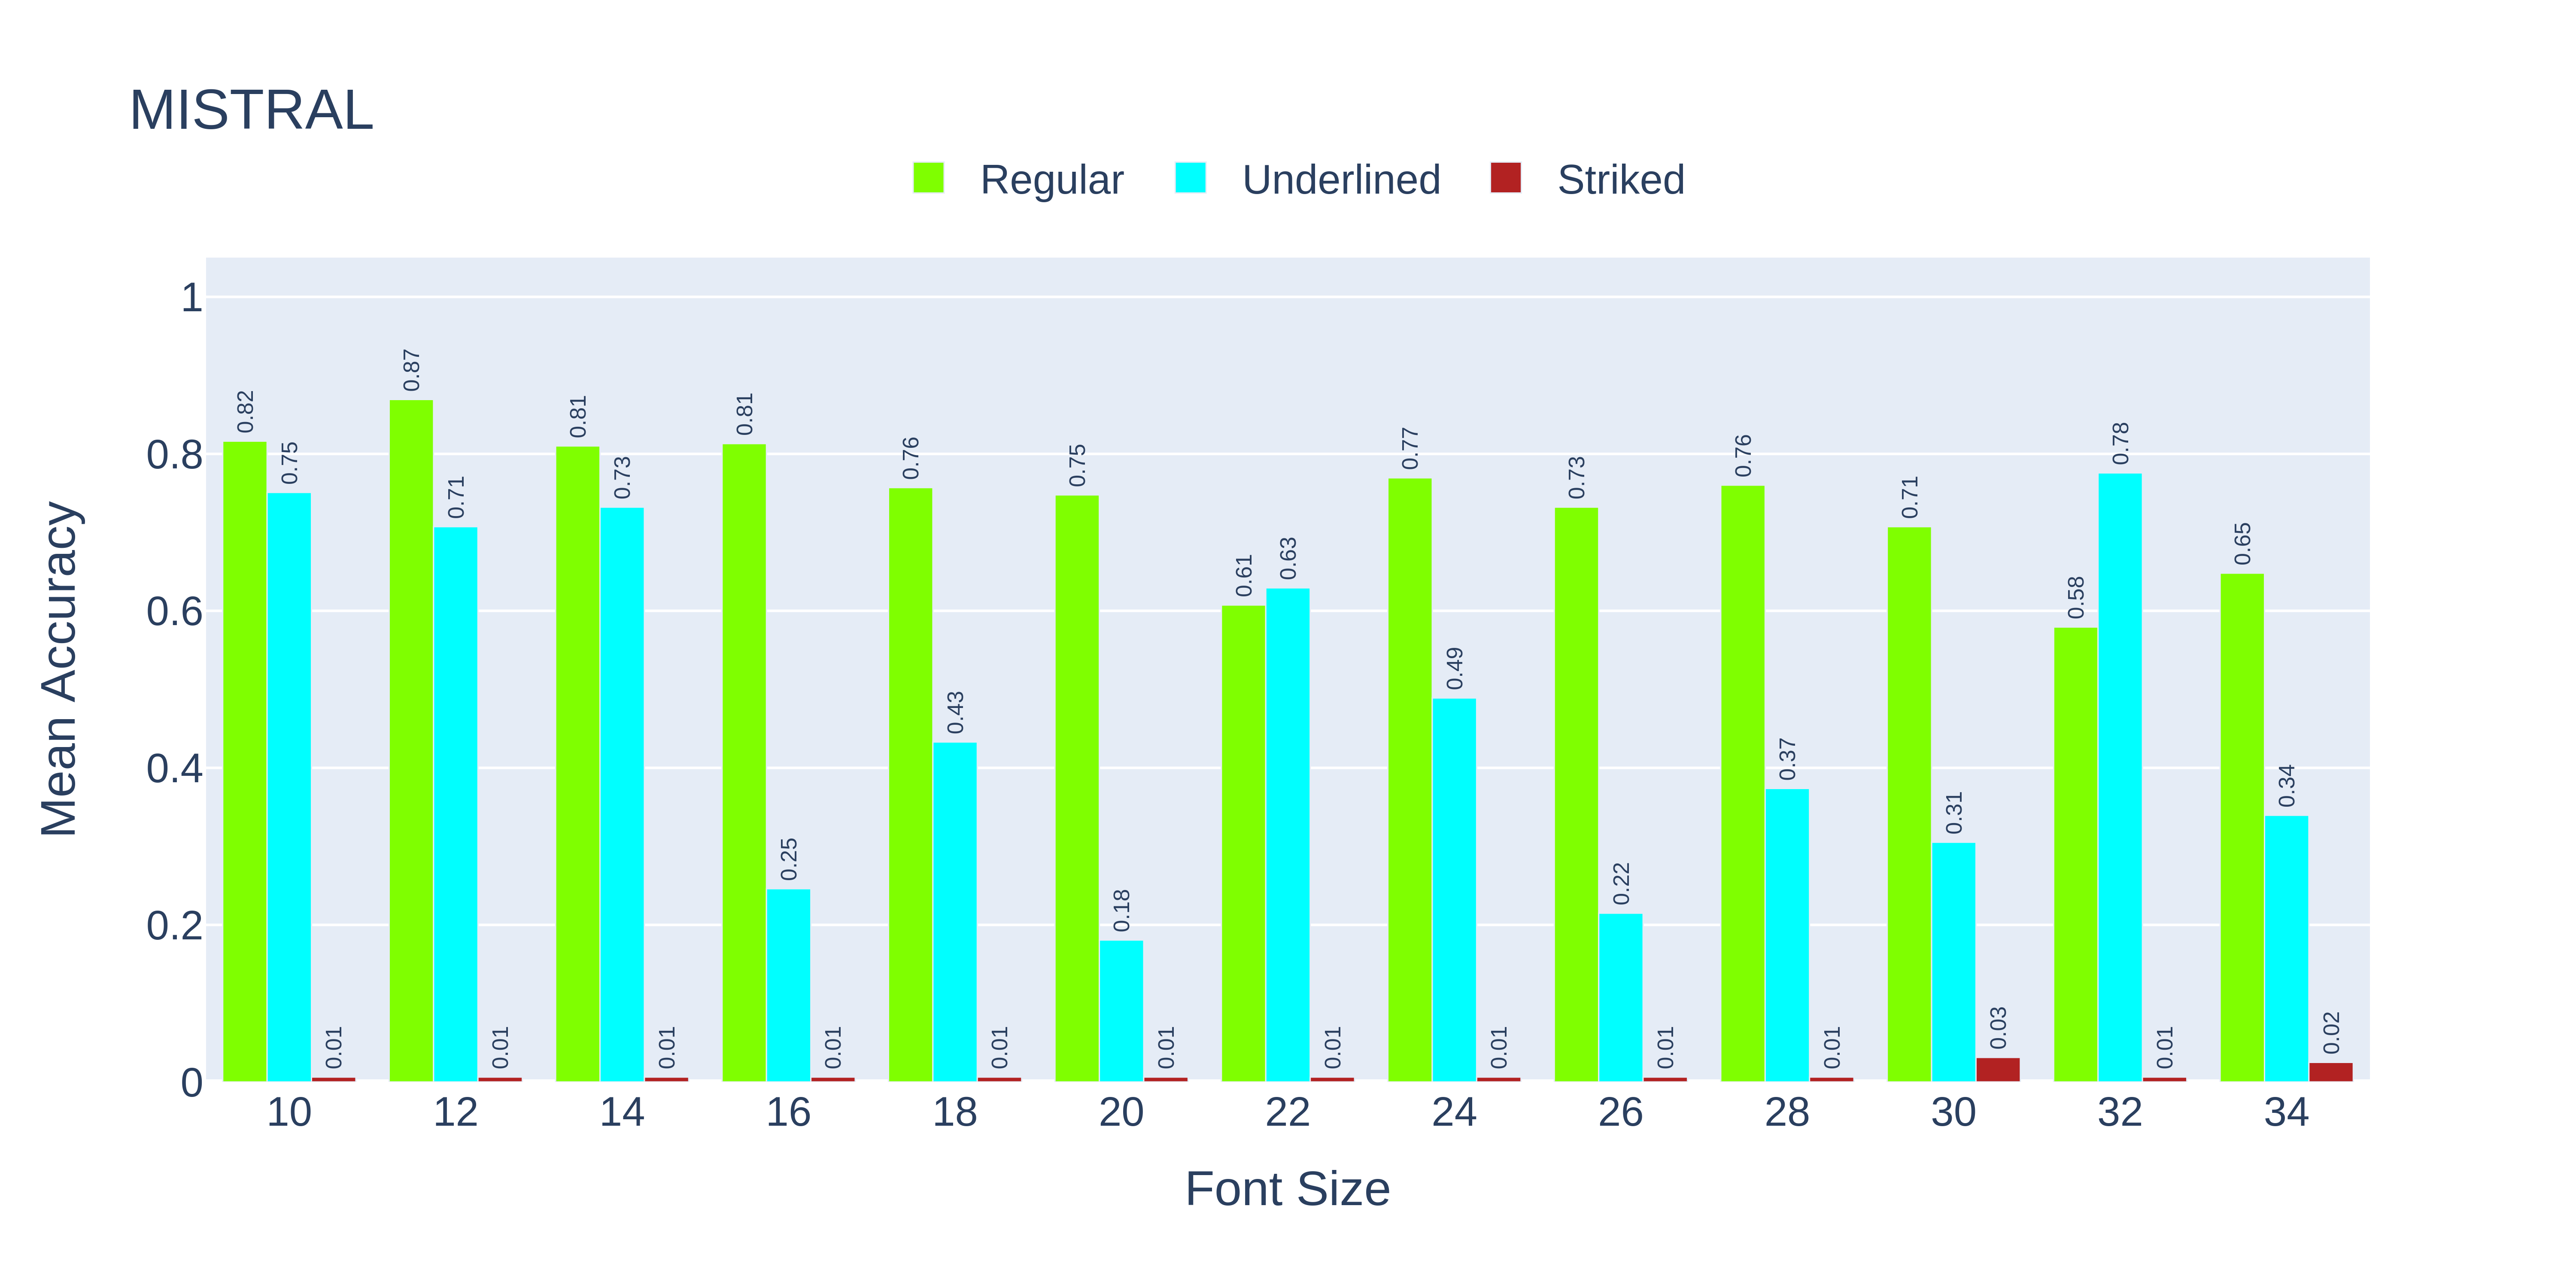 MISTRAL
Regular Underlined Striked
1
0.8
0.6
0.4
0.2
0
Mean Accuracy
0.82 0.75 0.01
0.87 0.71 0.01
0.81 0.73 0.01
0.81 0.25 0.01
0.76 0.43 0.01
0.75 0.18 0.01
0.61 0.63 0.01
0.77 0.49 0.01
0.73 0.22 0.01
0.76 0.37 0.01
0.71 0.31 0.03
0.58 0.78 0.01
0.65 0.34 0.02
10 12 14 16 18 20 22 24 26 28 30 32 34
Font Size